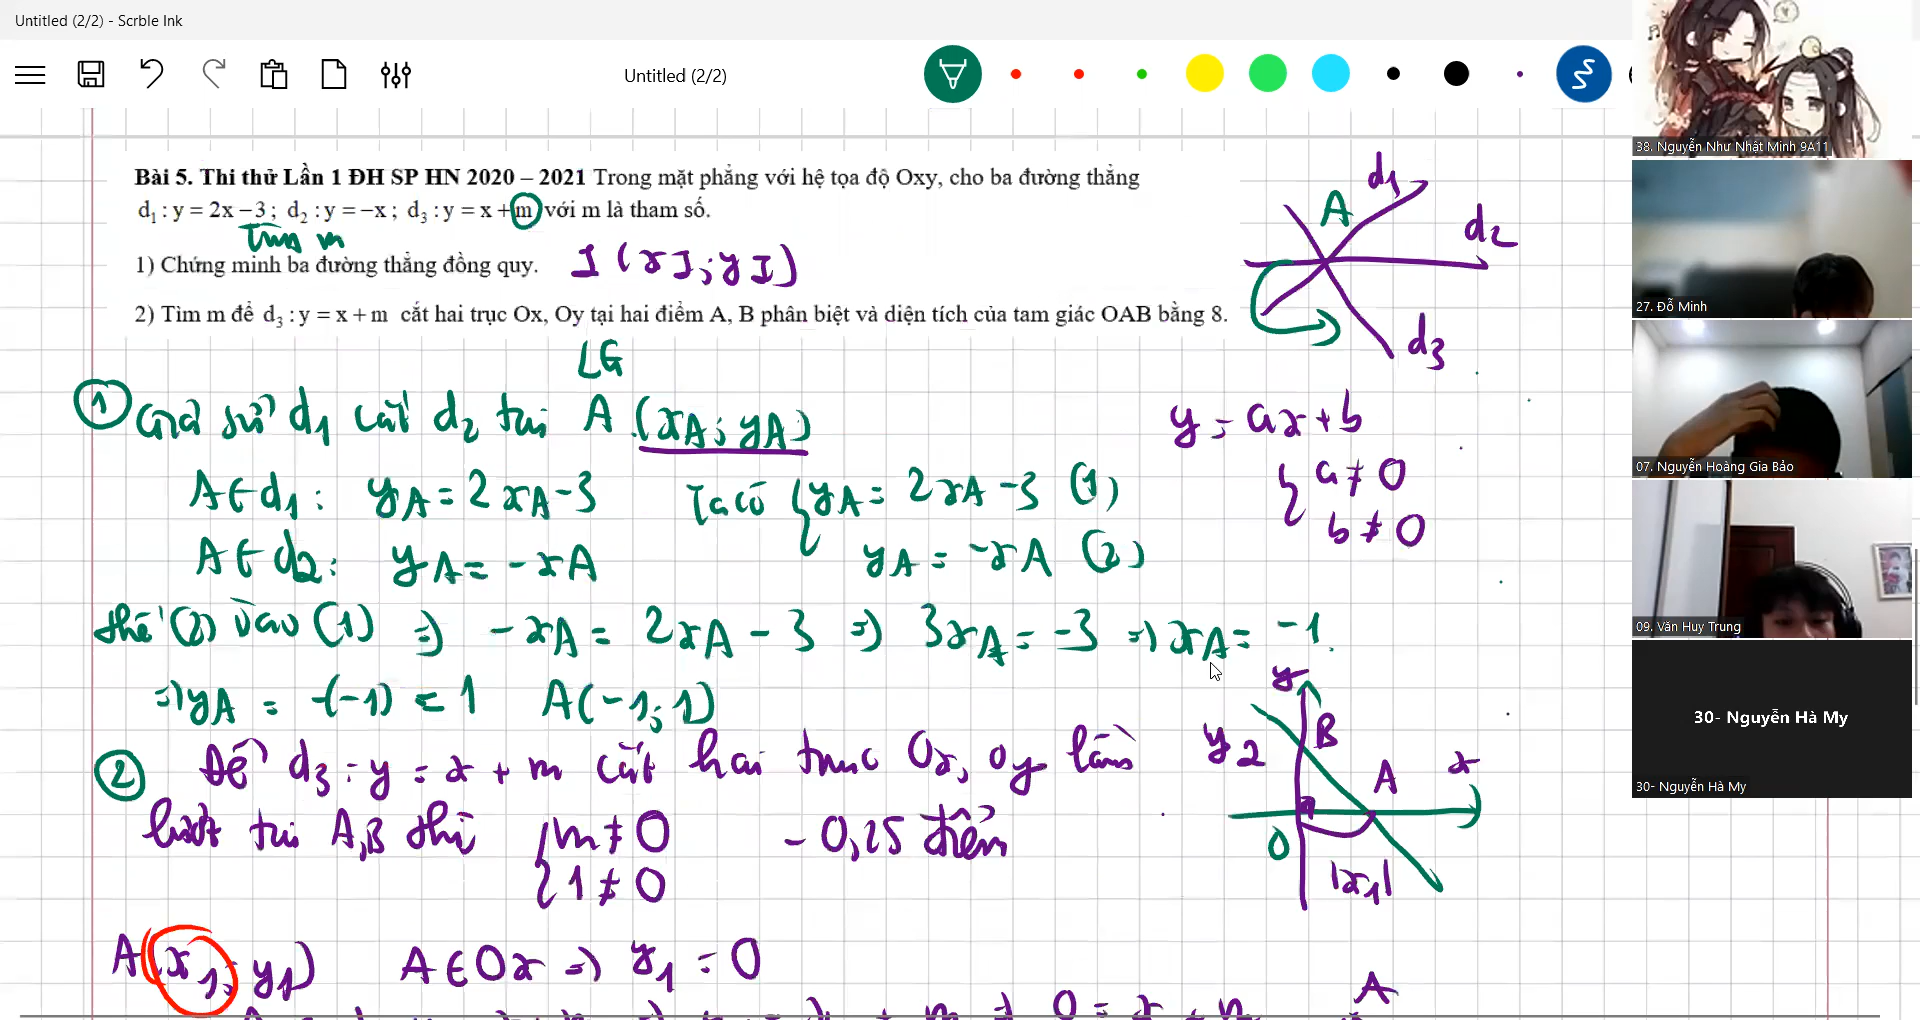 Untitled (2/2) - Scrble Ink
Untitled (2/2)
Bài 5. Thi thử Lần 1 ĐH SP HN 2020 – 2021 Trong mặt phẳng với hệ tọa độ Oxy, cho ba đường thẳng
d₁ : y = 2x − 3 ; d₂ : y = −x ; d₃ : y = x + m với m là tham số.
Tìm m
1) Chứng minh ba đường thẳng đồng quy. I (xI ; yI)
2) Tìm m để d₃ : y = x + m cắt hai trục Ox, Oy tại hai điểm A, B phân biệt và diện tích của tam giác OAB bằng 8.
d1
A
d2
d3
LG
① Giả sử d1 cắt d2 tại A (xA ; yA)
y = ax + b
A ∈ d1 : yA = 2xA - 3 Ta có { yA = 2xA - 3 (1)
{ a ≠ 0
b ≠ 0
A ∈ d2 : yA = -xA yA = -xA (2)
thế (2) vào (1) => -xA = 2xA - 3 => 3xA = -3 => xA = -1
=> yA = -(-1) = 1 A(-1; 1)
② Để d3 : y = x + m cắt hai trục Ox, Oy lần
lượt tại A, B thì { m ≠ 0 - 0,25 điểm
1 ≠ 0
y
y2
B
A
x
O
|x1|
A(x1; y1) A ∈ Ox => y1 = 0
A
38. Nguyễn Như Nhật Minh 9A11
27. Đỗ Minh
07. Nguyễn Hoàng Gia Bảo
09. Văn Huy Trung
30- Nguyễn Hà My
30- Nguyễn Hà My